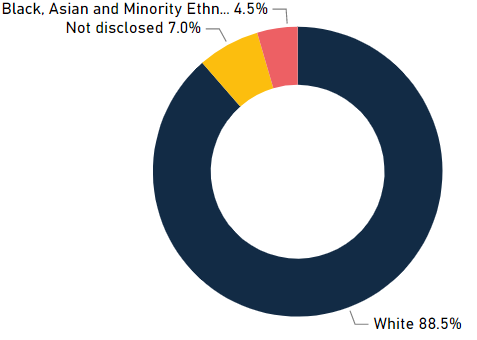 Black, Asian and Minority Ethn... 4.5%
Not disclosed 7.0%
White 88.5%